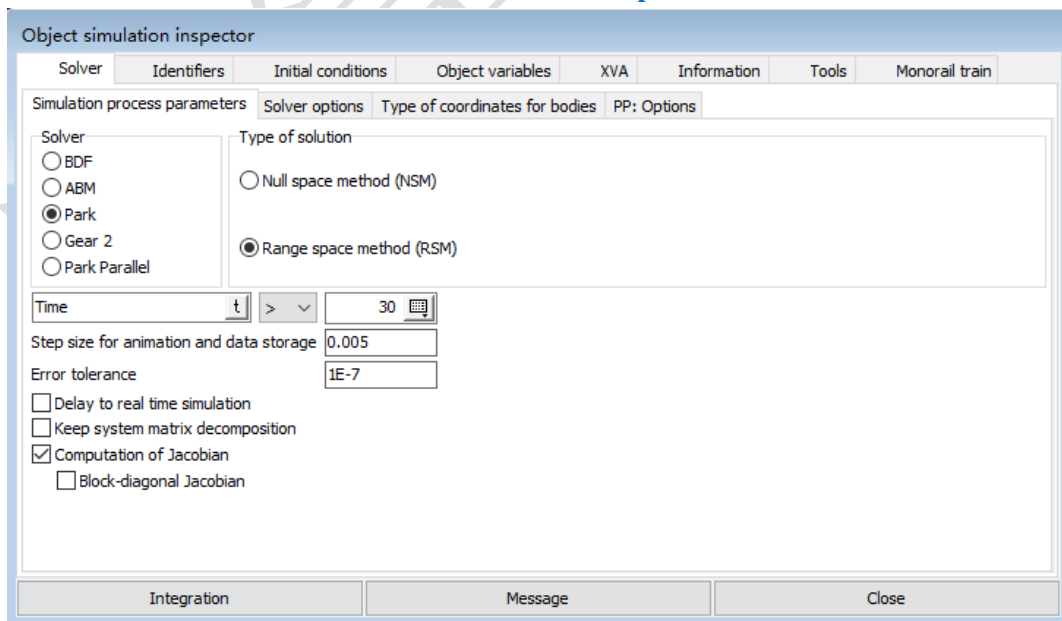 Object simulation inspector
Solver Identifiers Initial conditions Object variables XVA Information Tools Monorail train
Simulation process parameters Solver options Type of coordinates for bodies PP: Options
Solver Type of solution
BDF
ABM Null space method (NSM)
Park
Gear 2 Range space method (RSM)
Park Parallel
Time t > 30
Step size for animation and data storage 0.005
Error tolerance 1E-7
Delay to real time simulation
Keep system matrix decomposition
Computation of Jacobian
Block-diagonal Jacobian
Integration Message Close